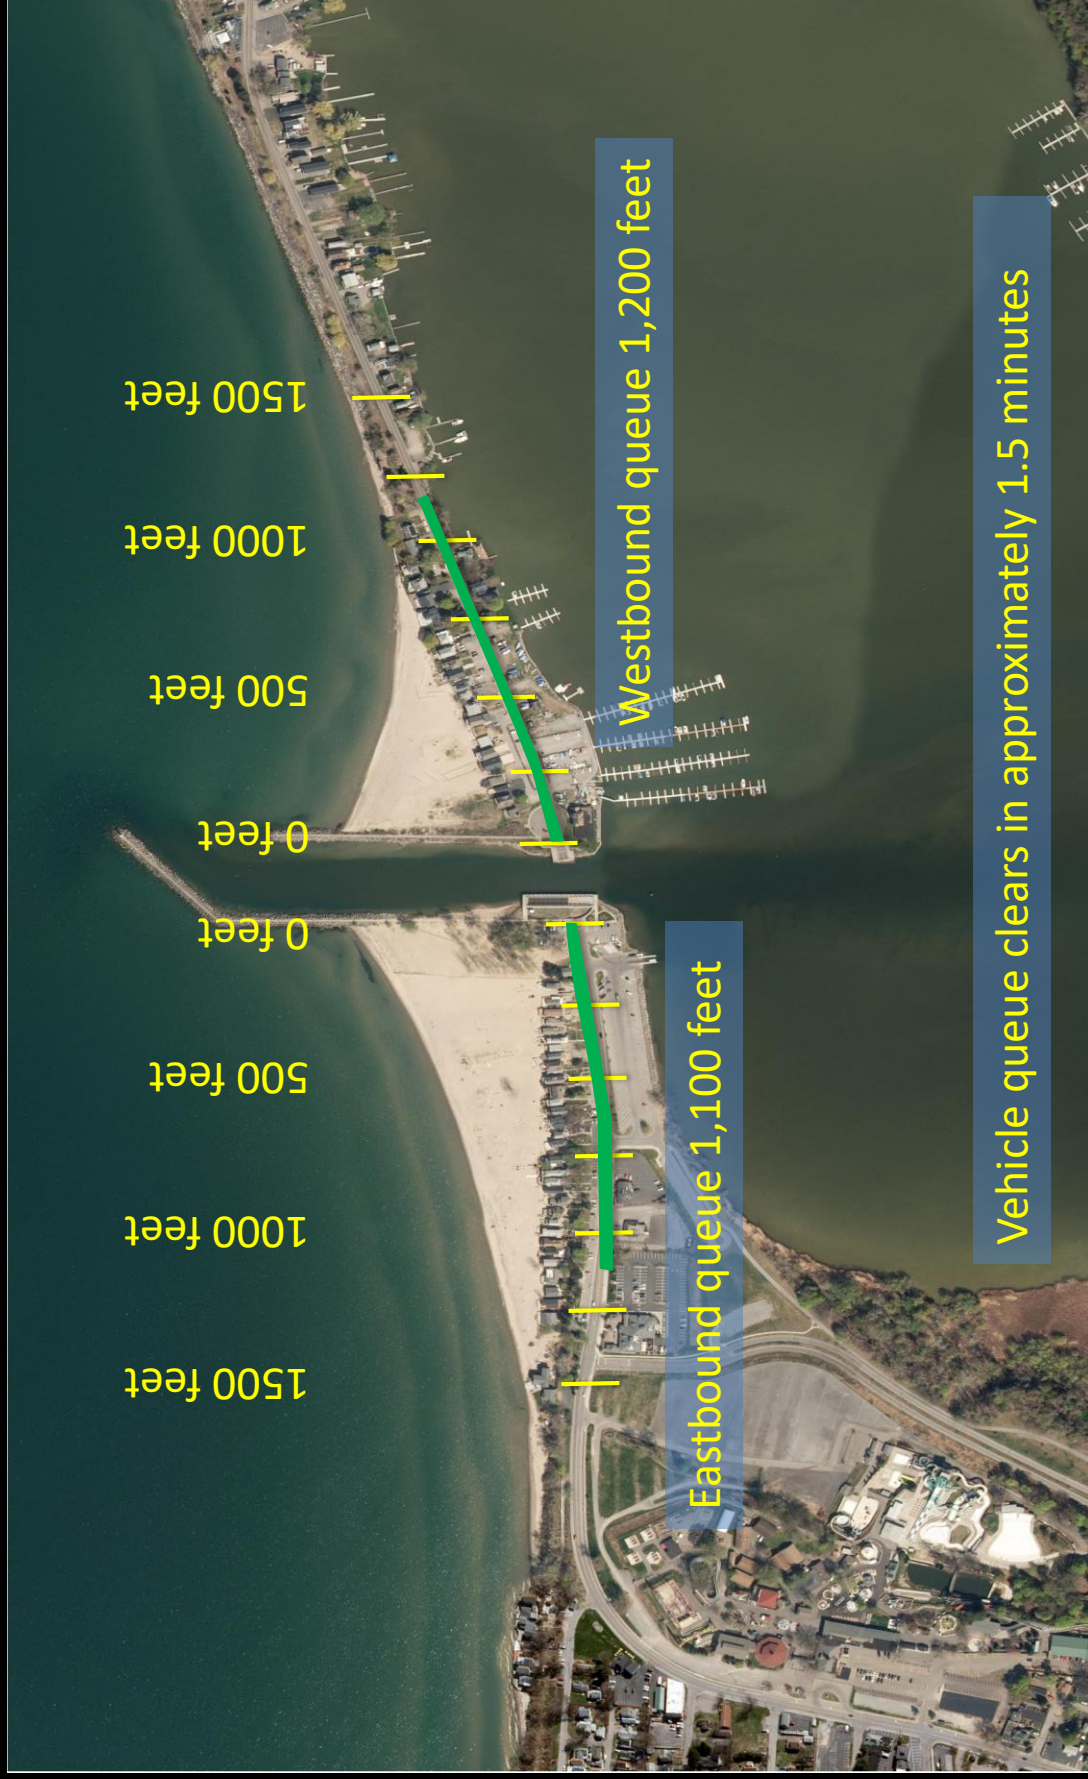 1500 feet
1000 feet
500 feet
0 feet
0 feet
500 feet
1000 feet
1500 feet
Westbound queue 1,200 feet
Eastbound queue 1,100 feet
Vehicle queue clears in approximately 1.5 minutes